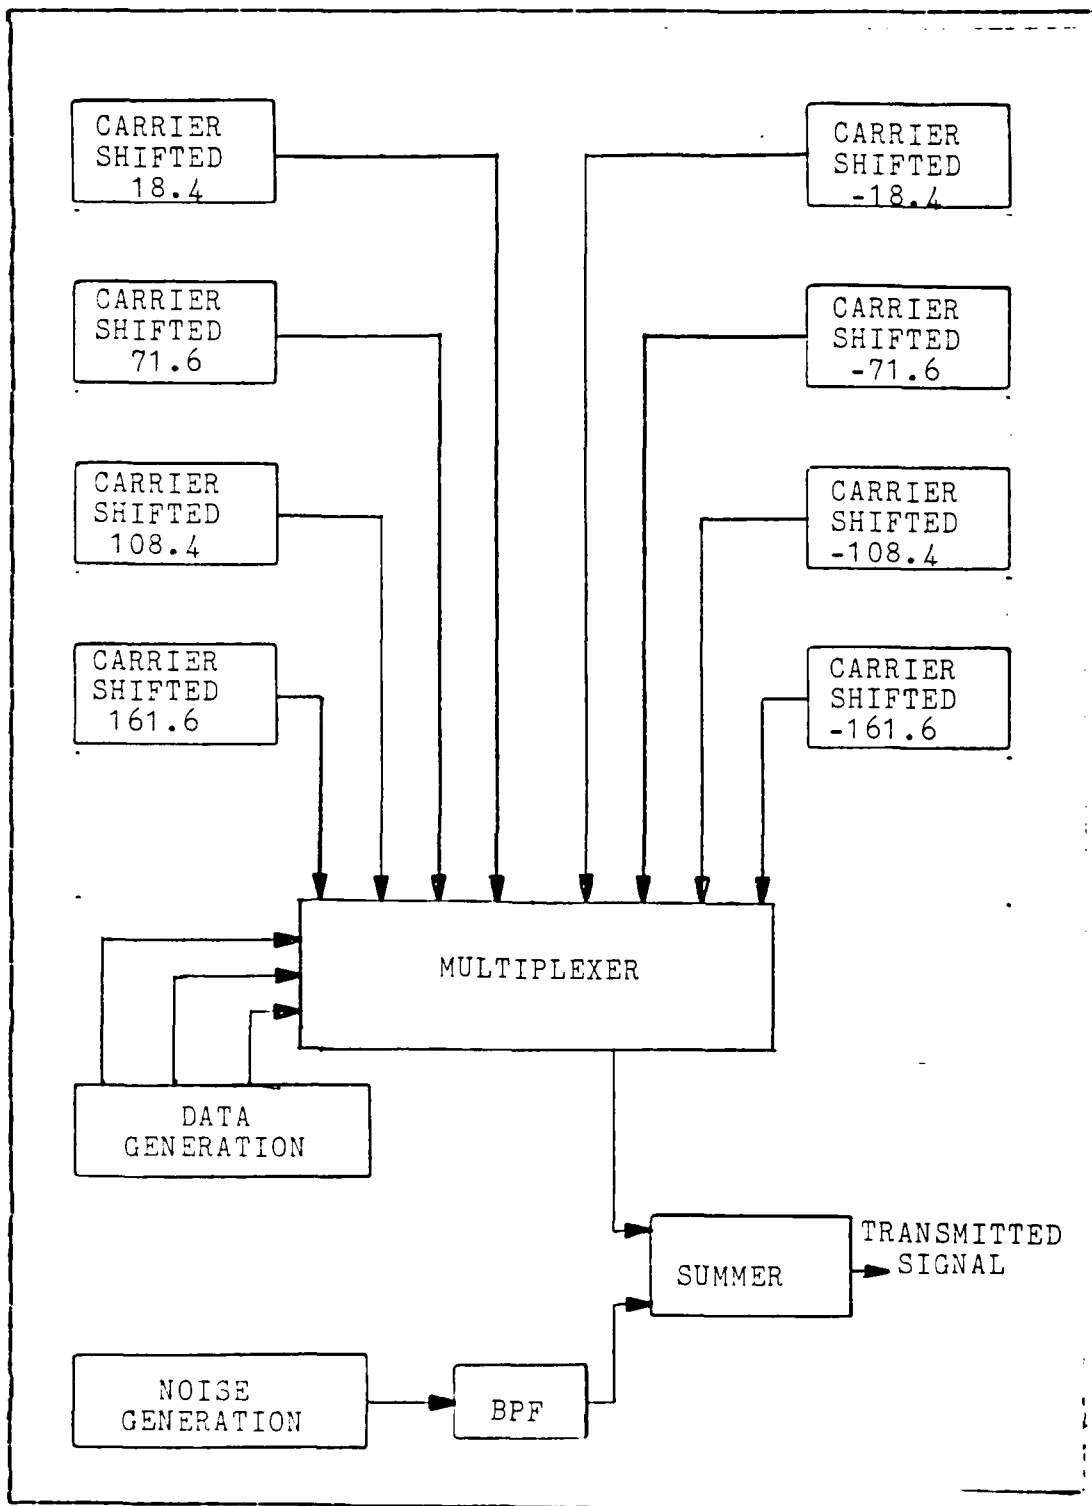 CARRIER
SHIFTED
18.4
CARRIER
SHIFTED
-18.4
CARRIER
SHIFTED
71.6
CARRIER
SHIFTED
-71.6
CARRIER
SHIFTED
108.4
CARRIER
SHIFTED
-108.4
CARRIER
SHIFTED
161.6
CARRIER
SHIFTED
-161.6
MULTIPLEXER
DATA
GENERATION
SUMMER
TRANSMITTED
SIGNAL
NOISE
GENERATION
BPF